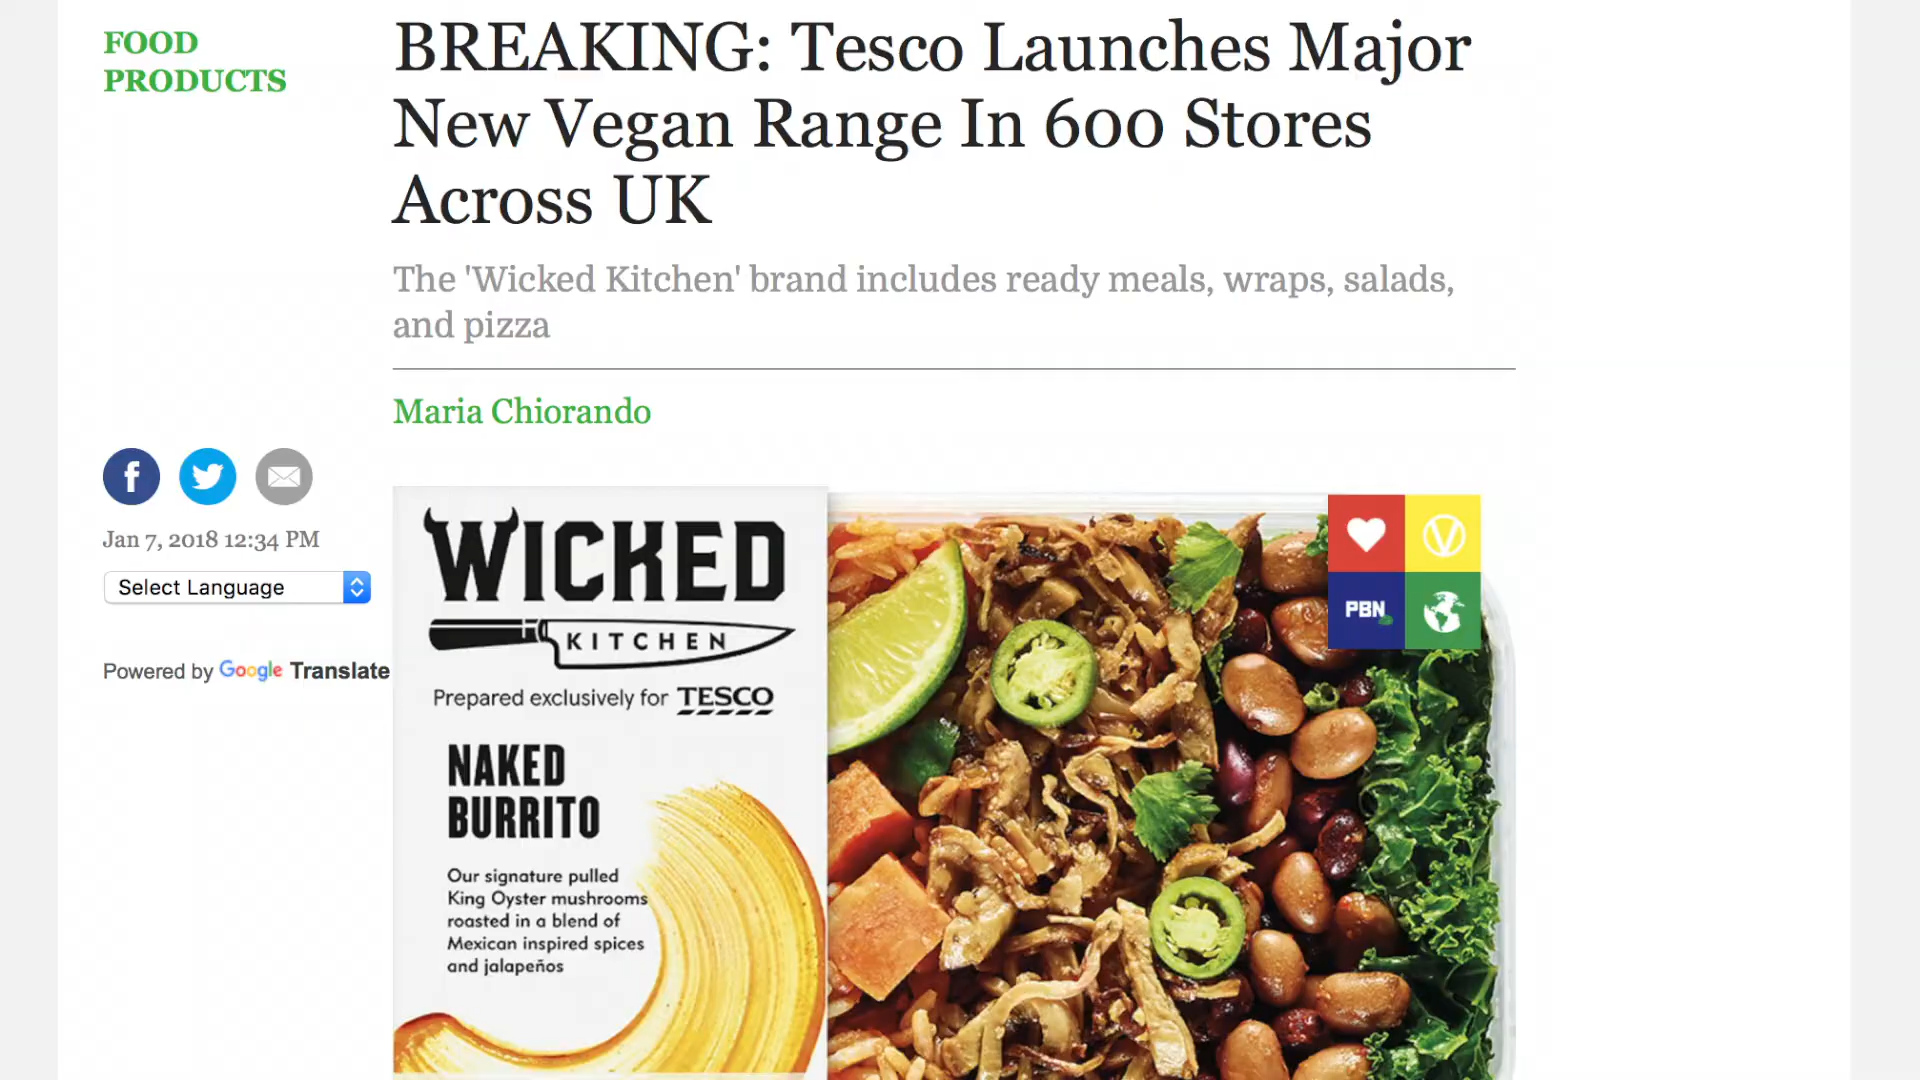 FOOD
PRODUCTS
BREAKING: Tesco Launches Major
New Vegan Range In 600 Stores
Across UK
The 'Wicked Kitchen' brand includes ready meals, wraps, salads,
and pizza
Maria Chiorando
f
Jan 7, 2018 12:34 PM
Select Language
Powered by Google Translate
WICKED
KITCHEN
Prepared exclusively for TESCO
NAKED
BURRITO
Our signature pulled
King Oyster mushrooms
roasted in a blend of
Mexican inspired spices
and jalapeños
V
PBN